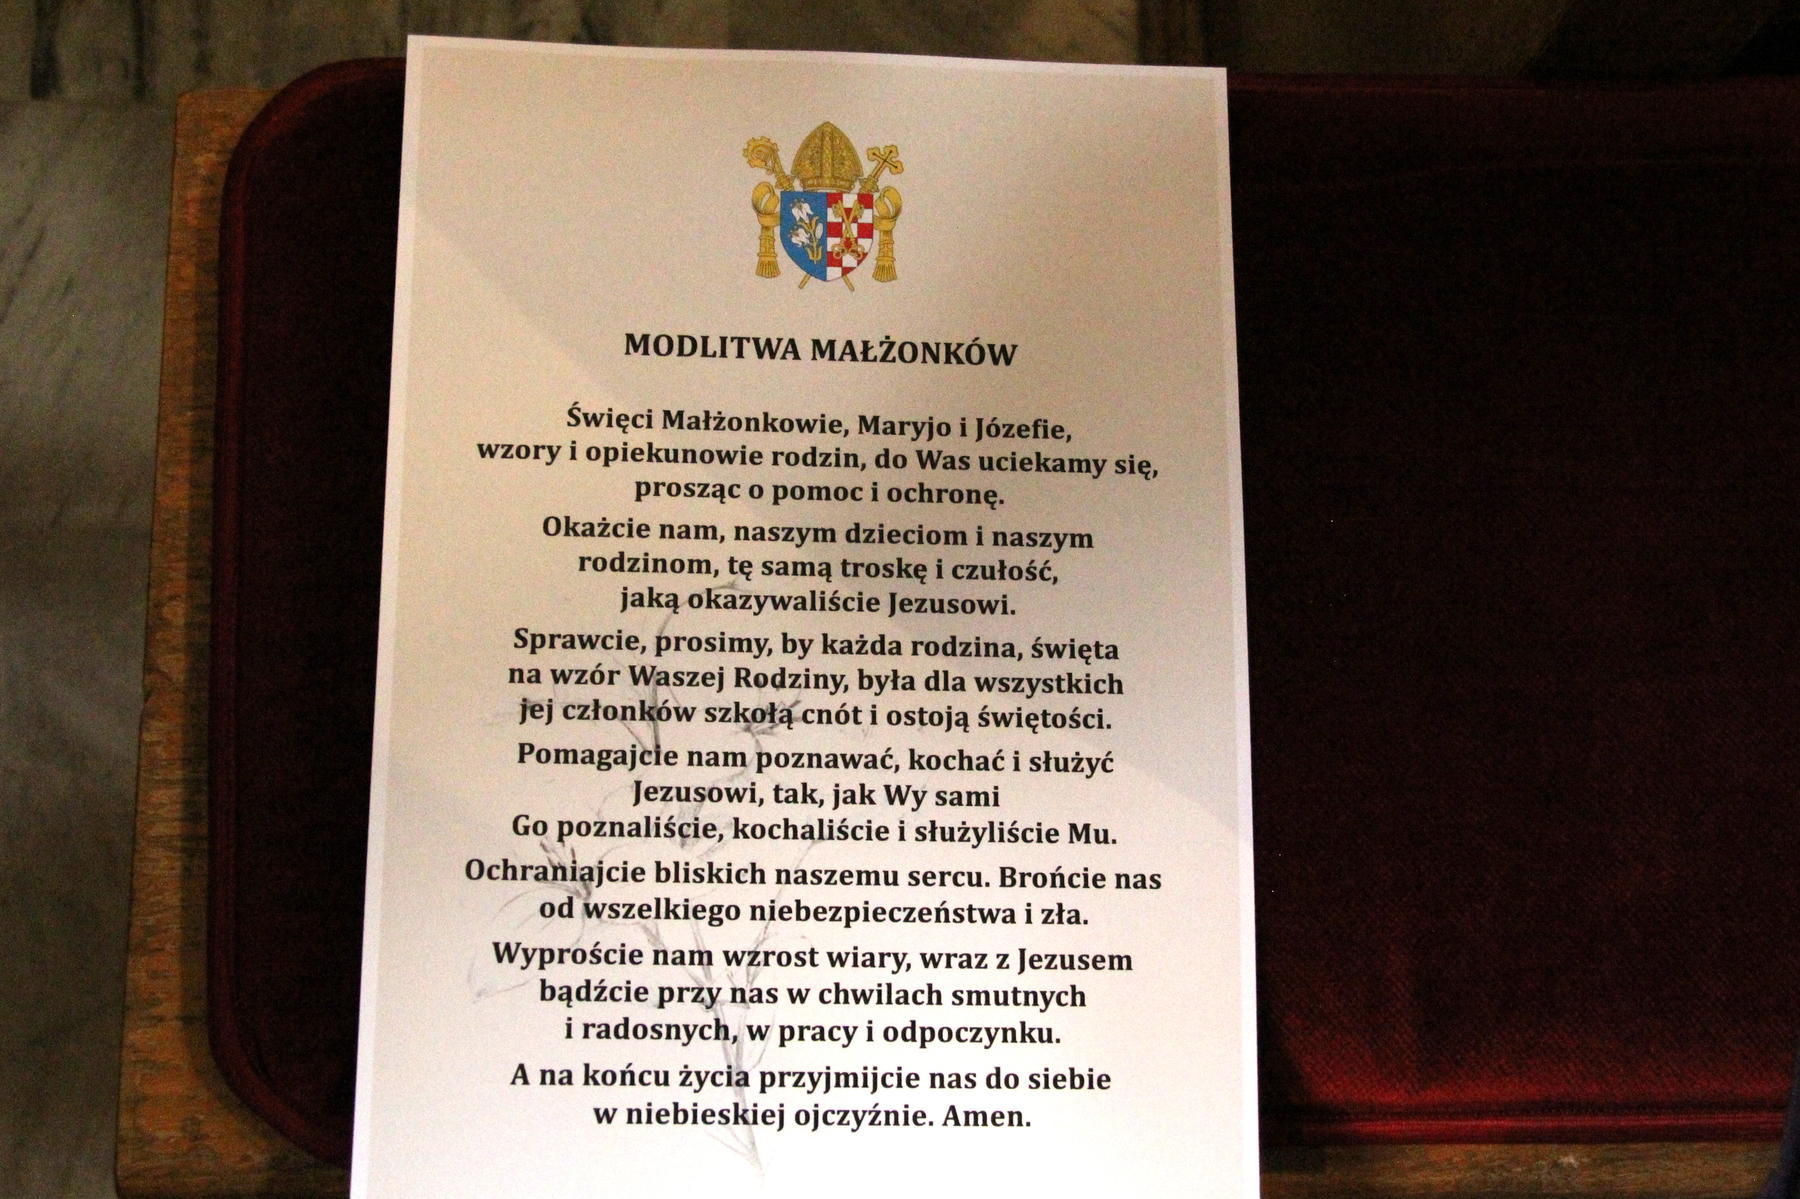 MODLITWA MAŁŻONKÓW
Święci Małżonkowie, Maryjo i Józefie,
wzory i opiekunowie rodzin, do Was uciekamy się,
prosząc o pomoc i ochronę.
Okażcie nam, naszym dzieciom i naszym
rodzinom, tę samą troskę i czułość,
jaką okazywaliście Jezusowi.
Sprawcie, prosimy, by każda rodzina, święta
na wzór Waszej Rodziny, była dla wszystkich
jej członków szkołą cnót i ostoją świętości.
Pomagajcie nam poznawać, kochać i służyć
Jezusowi, tak, jak Wy sami
Go poznaliście, kochaliście i służyliście Mu.
Ochraniajcie bliskich naszemu sercu. Brońcie nas
od wszelkiego niebezpieczeństwa i zła.
Wyproście nam wzrost wiary, wraz z Jezusem
bądźcie przy nas w chwilach smutnych
i radosnych, w pracy i odpoczynku.
A na końcu życia przyjmijcie nas do siebie
w niebieskiej ojczyźnie. Amen.